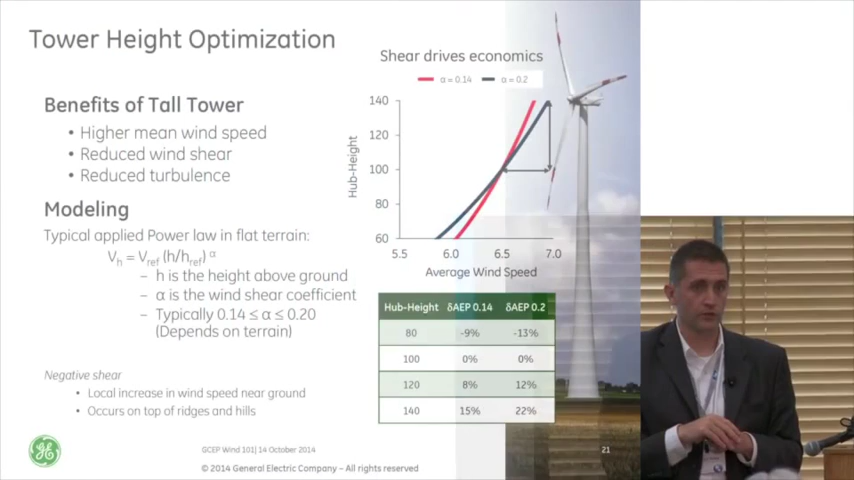 Tower Height Optimization
Benefits of Tall Tower
• Higher mean wind speed
• Reduced wind shear
• Reduced turbulence
Modeling
Typical applied Power law in flat terrain:
Vh = Vref (h/href) α
– h is the height above ground
– α is the wind shear coefficient
– Typically 0.14 ≤ α ≤ 0.20
(Depends on terrain)
Negative shear
• Local increase in wind speed near ground
• Occurs on top of ridges and hills
Shear drives economics
α = 0.14 α = 0.2
Hub-Height
140
120
100
80
60
5.5 6.0 6.5 7.0
Average Wind Speed
Hub-Height δAEP 0.14 δAEP 0.2
80 -9% -13%
100 0% 0%
120 8% 12%
140 15% 22%
GE
GCEP Wind 101| 14 October 2014
21
© 2014 General Electric Company – All rights reserved